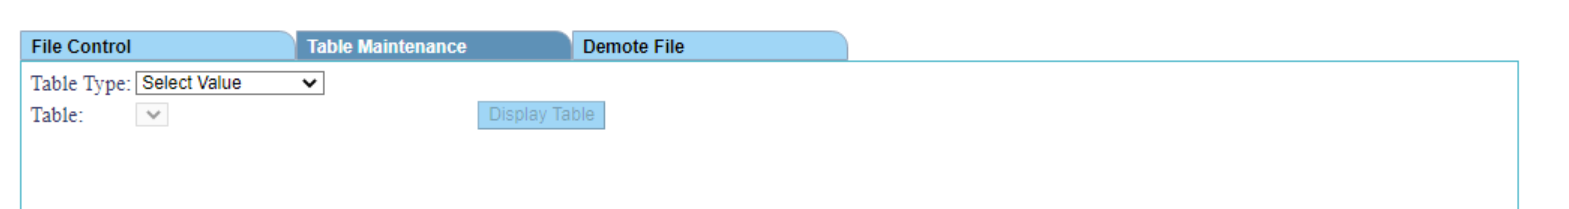 File Control Table Maintenance Demote File
Table Type: Select Value
Table: Display Table